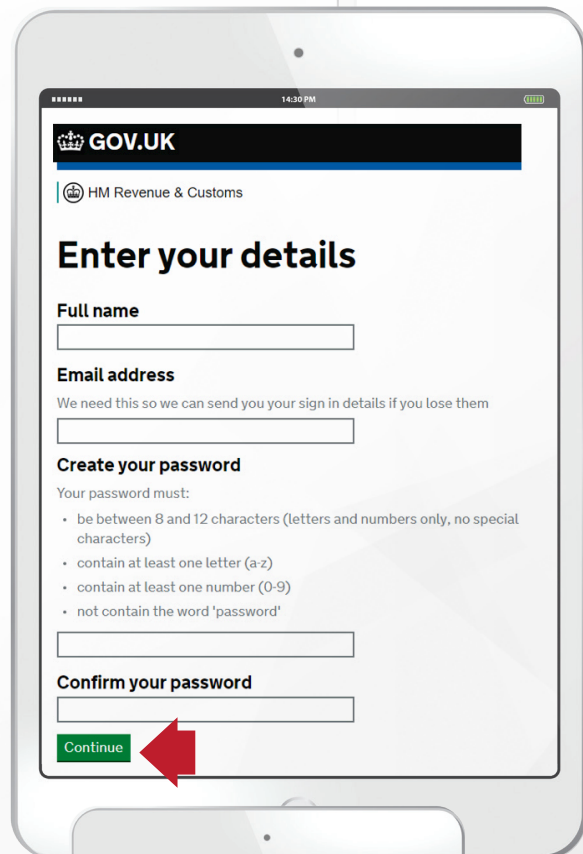 14:30 PM
GOV.UK
HM Revenue & Customs
Enter your details
Full name
Email address
We need this so we can send you your sign in details if you lose them
Create your password
Your password must:
• be between 8 and 12 characters (letters and numbers only, no special
characters)
• contain at least one letter (a-z)
• contain at least one number (0-9)
• not contain the word 'password'
Confirm your password
Continue